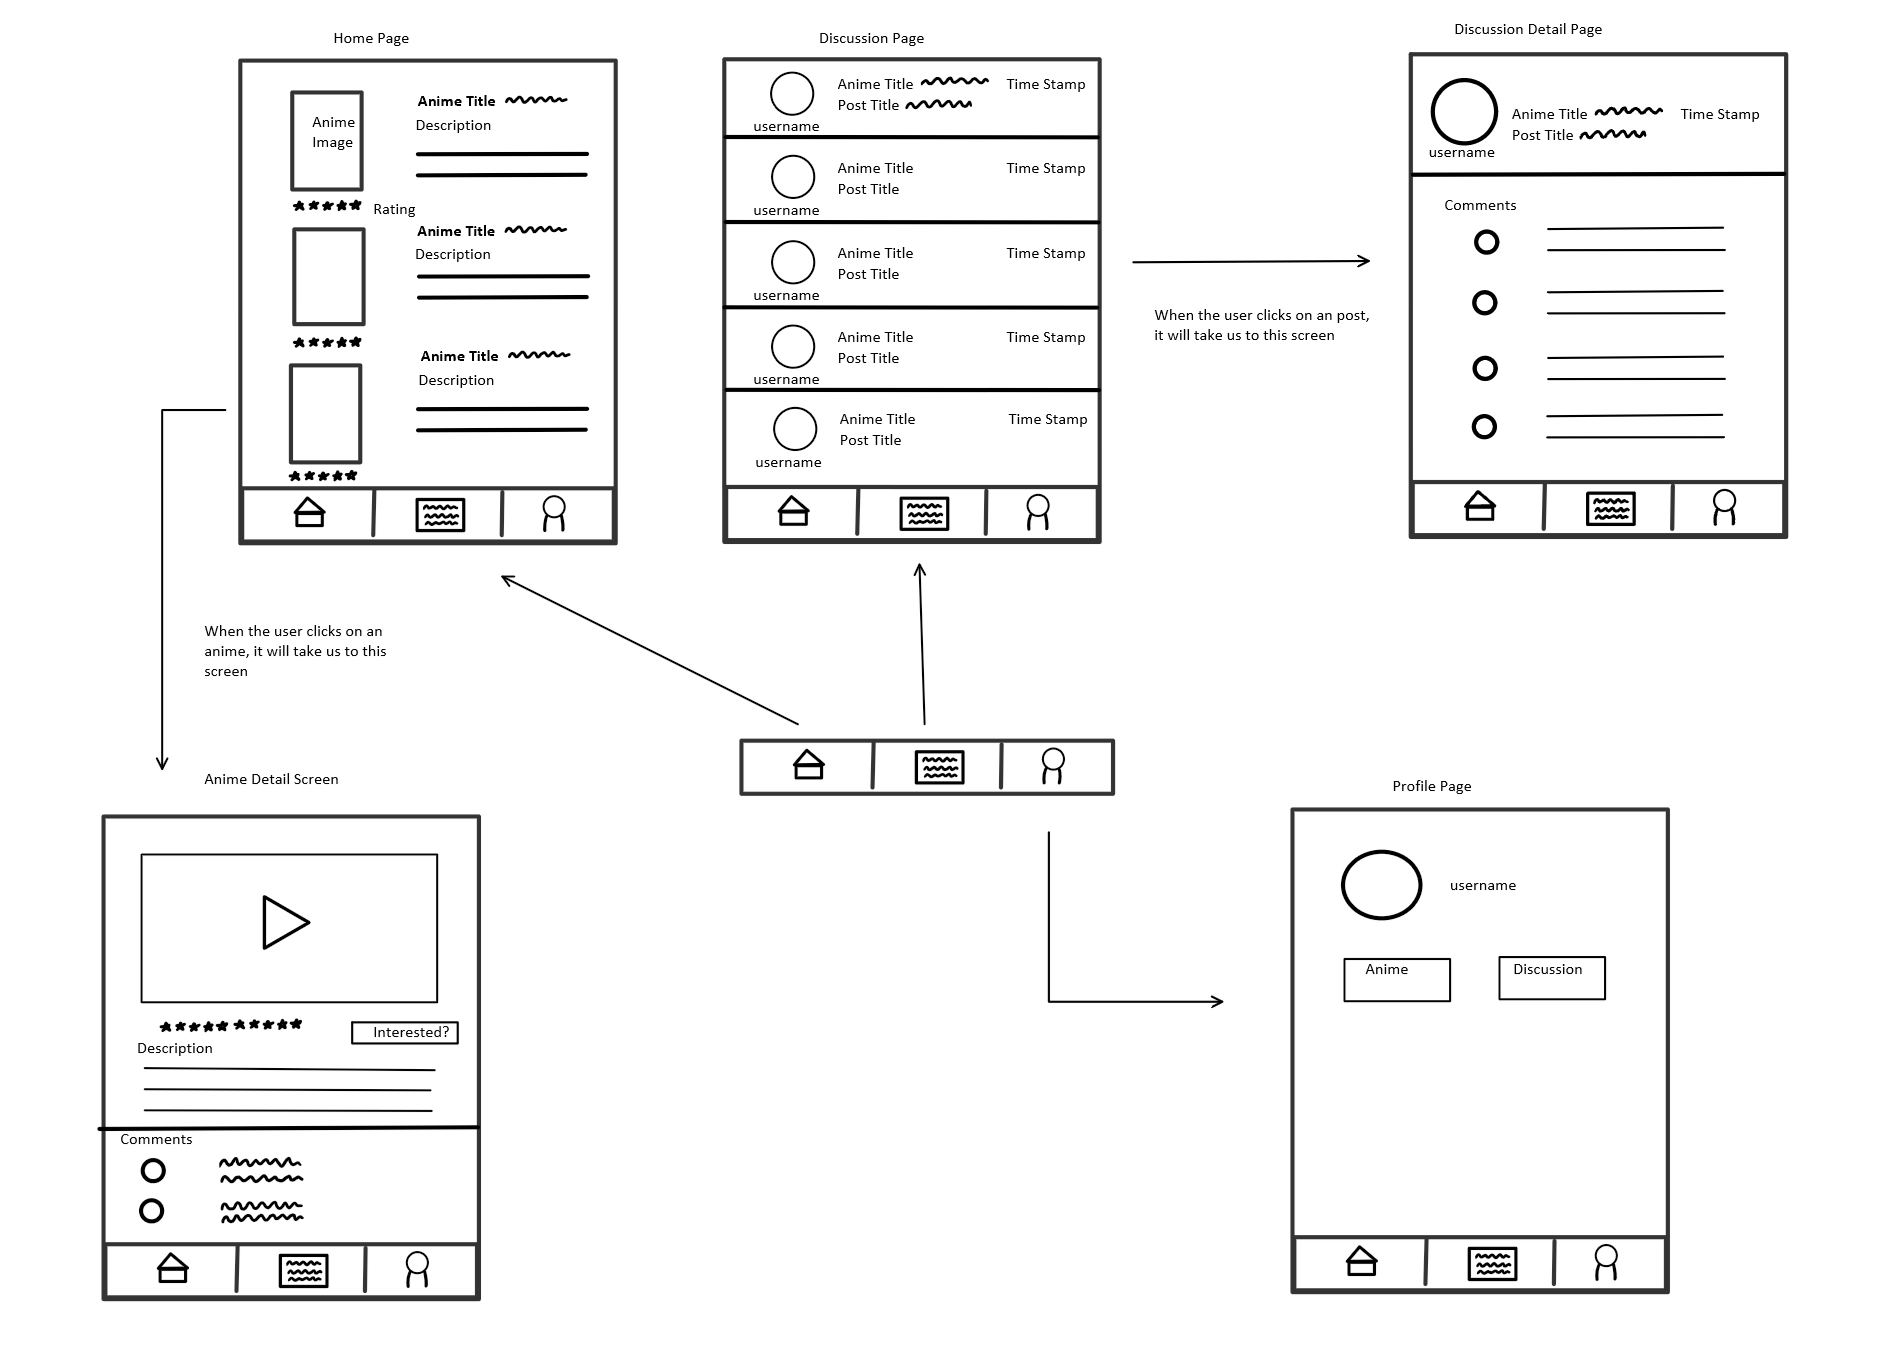 Home Page
Anime
Image
Anime Title
Description
Rating
Anime Title
Description
Anime Title
Description
Discussion Page
Anime Title
Time Stamp
Post Title
username
Anime Title
Time Stamp
Post Title
username
Anime Title
Time Stamp
Post Title
username
Anime Title
Time Stamp
Post Title
username
Anime Title
Time Stamp
Post Title
username
When the user clicks on an post,
it will take us to this screen
Discussion Detail Page
Anime Title
Time Stamp
Post Title
username
Comments
When the user clicks on an
anime, it will take us to this
screen
Anime Detail Screen
Interested?
Description
Comments
Profile Page
username
Anime
Discussion